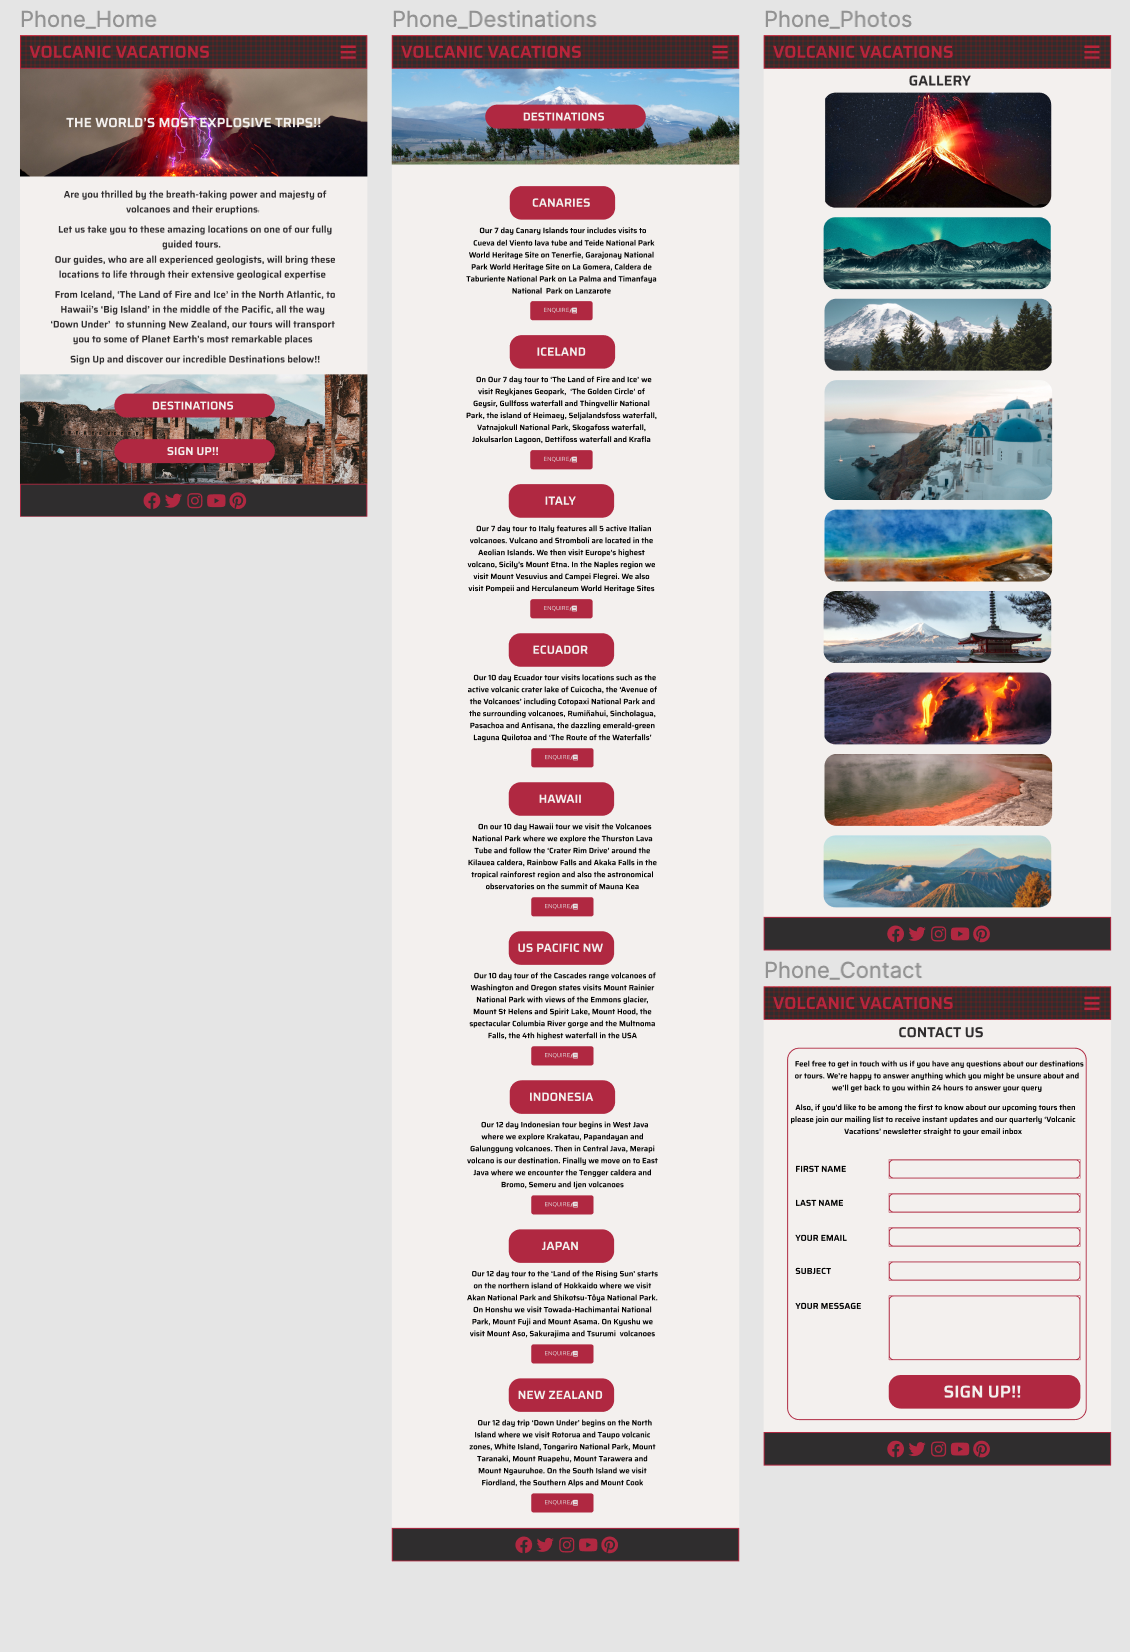 Phone_Home
VOLCANIC VACATIONS
THE WORLD'S MOST EXPLOSIVE TRIPS!!
Are you thrilled by the breath-taking power and majesty of
volcanoes and their eruptions.
Let us take you to these amazing locations on one of our fully
guided tours.
Our guides, who are all experienced geologists, will bring these
locations to life through their extensive geological expertise
From Iceland, 'The Land of Fire and Ice' in the North Atlantic, to
Hawaii's 'Big Island' in the middle of the Pacific, all the way
'Down Under' to stunning New Zealand, our tours will transport
you to some of Planet Earth's most remarkable places
Sign Up and discover our incredible Destinations below!!
DESTINATIONS
SIGN UP!!
Phone_Destinations
VOLCANIC VACATIONS
DESTINATIONS
CANARIES
Our 7 day Canary Islands tour includes visits to
Cueva del Viento lava tube and Teide National Park
World Heritage Site on Tenerfie, Garajonay National
Park World Heritage Site on La Gomera, Caldera de
Taburiente National Park on La Palma and Timanfaya
National Park on Lanzarote
ENQUIRE
ICELAND
On Our 7 day tour to 'The Land of Fire and Ice' we
visit Reykjanes Geopark, 'The Golden Circle' of
Geysir, Gullfoss waterfall and Thingvellir National
Park, the island of Heimaey, Seljalandsfoss waterfall,
Vatnajokull National Park, Skogafoss waterfall,
Jokulsarlon Lagoon, Dettifoss waterfall and Krafla
ENQUIRE
ITALY
Our 7 day tour to Italy features all 5 active Italian
volcanoes. Vulcano and Stromboli are located in the
Aeolian Islands. We then visit Europe's highest
volcano, Sicily's Mount Etna. In the Naples region we
visit Mount Vesuvius and Campei Flegrei. We also
visit Pompeii and Herculaneum World Heritage Sites
ENQUIRE
ECUADOR
Our 10 day Ecuador tour visits locations such as the
active volcanic crater lake of Cuicocha, the 'Avenue of
the Volcanoes' including Cotopaxi National Park and
the surrounding volcanoes, Rumiñahui, Sincholagua,
Pasachoa and Antisana, the dazzling emerald-green
Laguna Quilotoa and 'The Route of the Waterfalls'
ENQUIRE
HAWAII
On our 10 day Hawaii tour we visit the Volcanoes
National Park where we explore the Thurston Lava
Tube and follow the 'Crater Rim Drive' around the
Kilauea caldera, Rainbow Falls and Akaka Falls in the
tropical rainforest region and also the astronomical
observatories on the summit of Mauna Kea
ENQUIRE
US PACIFIC NW
Our 10 day tour of the Cascades range volcanoes of
Washington and Oregon states visits Mount Rainier
National Park with views of the Emmons glacier,
Mount St Helens and Spirit Lake, Mount Hood, the
spectacular Columbia River gorge and the Multnoma
Falls, the 4th highest waterfall in the USA
ENQUIRE
INDONESIA
Our 12 day Indonesian tour begins in West Java
where we explore Krakatau, Papandayan and
Galunggung volcanoes. Then in Central Java, Merapi
volcano is our destination. Finally we move on to East
Java where we encounter the Tengger caldera and
Bromo, Semeru and Ijen volcanoes
ENQUIRE
JAPAN
Our 12 day tour to the 'Land of the Rising Sun' starts
on the northern island of Hokkaido where we visit
Akan National Park and Shikotsu-Tōya National Park.
On Honshu we visit Towada-Hachimantai National
Park, Mount Fuji and Mount Asama. On Kyushu we
visit Mount Aso, Sakurajima and Tsurumi volcanoes
ENQUIRE
NEW ZEALAND
Our 12 day trip 'Down Under' begins on the North
Island where we visit Rotorua and Taupo volcanic
zones, White Island, Tongariro National Park, Mount
Taranaki, Mount Ruapehu, Mount Tarawera and
Mount Ngauruhoe. On the South Island we visit
Fiordland, the Southern Alps and Mount Cook
ENQUIRE
Phone_Photos
VOLCANIC VACATIONS
GALLERY
Phone_Contact
VOLCANIC VACATIONS
CONTACT US
Feel free to get in touch with us if you have any questions about our destinations
or tours. We're happy to answer anything which you might be unsure about and
we'll get back to you within 24 hours to answer your query
Also, if you'd like to be among the first to know about our upcoming tours then
please join our mailing list to receive instant updates and our quarterly 'Volcanic
Vacations' newsletter straight to your email inbox
FIRST NAME
LAST NAME
YOUR EMAIL
SUBJECT
YOUR MESSAGE
SIGN UP!!